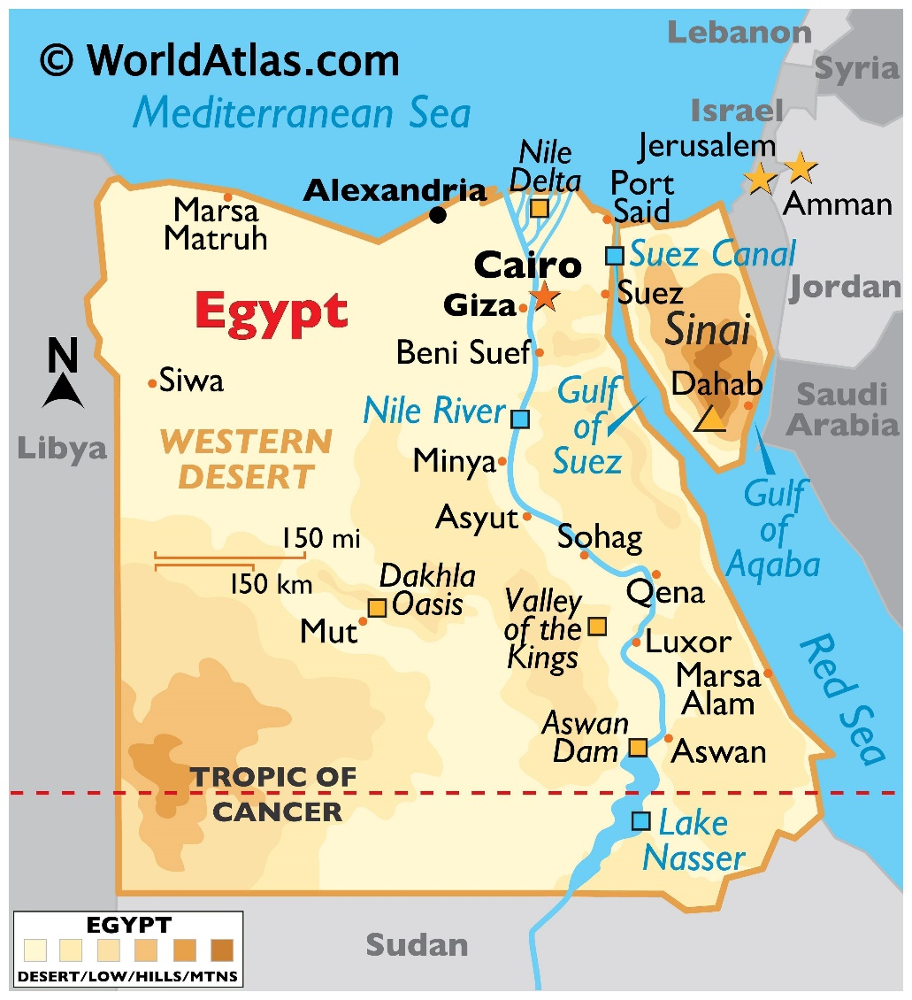 Lebanon
© WorldAtlas.com
Syria
Mediterranean Sea
Israel
Jerusalem
Nile
Delta
Port
Said
Alexandria
Amman
Marsa
Matruh
Suez Canal
Cairo
Jordan
Egypt
Giza
Suez
Sinai
N
Beni Suef
Siwa
Dahab
Gulf
of
Suez
Saudi
Arabia
Nile River
Libya
WESTERN
DESERT
Minya
Gulf
of
Aqaba
Asyut
150 mi
Sohag
150 km
Dakhla
Oasis
Qena
Valley
of the
Kings
Mut
Luxor
Red Sea
Marsa
Alam
Aswan
Dam
Aswan
TROPIC OF
CANCER
Lake
Nasser
EGYPT
DESERT/LOW/HILLS/MTNS
Sudan